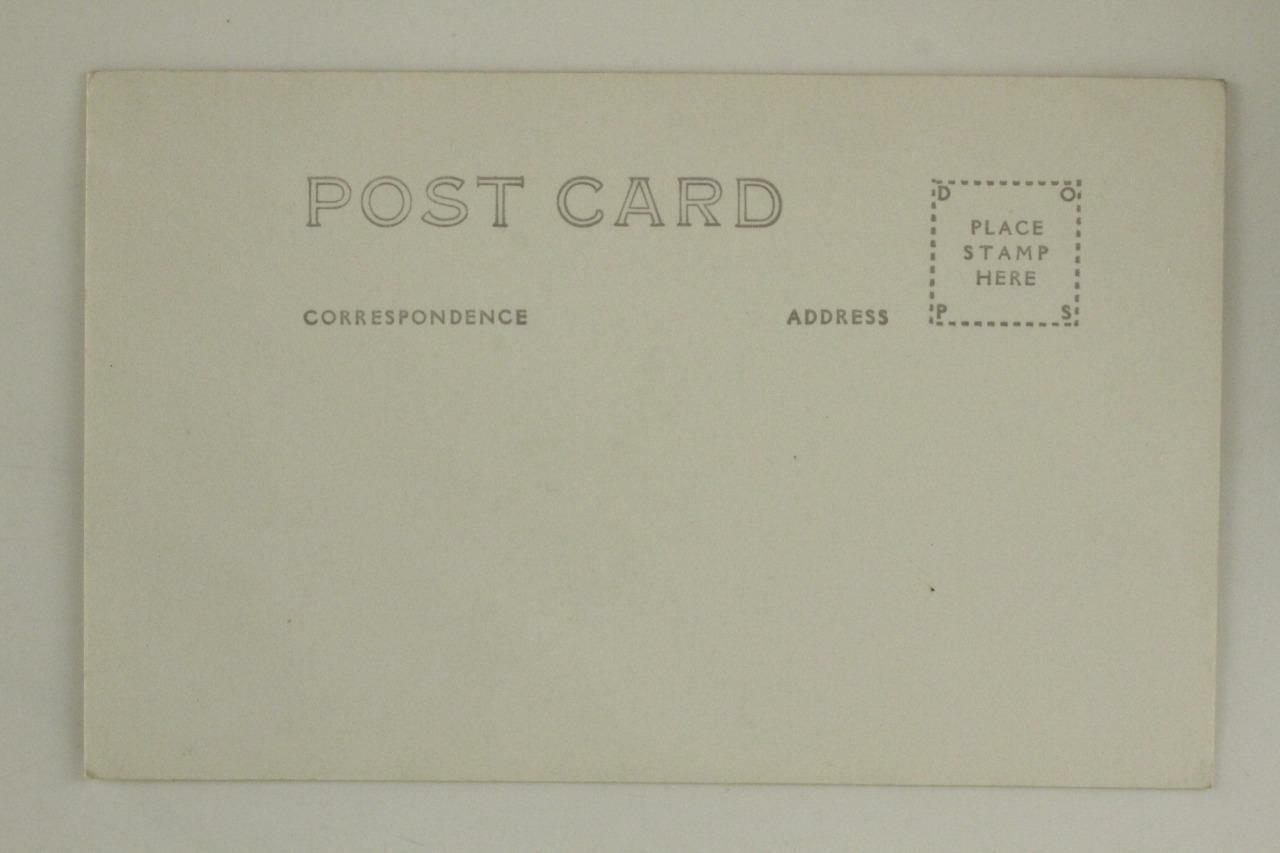 POST CARD
D O
PLACE
STAMP
HERE
P S
CORRESPONDENCE
ADDRESS